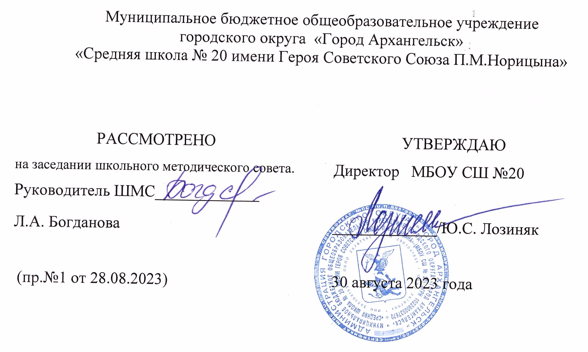 Муниципальное бюджетное общеобразовательное учреждение
городского округа «Город Архангельск»
«Средняя школа № 20 имени Героя Советского Союза П.М.Норицына»
РАССМОТРЕНО
на заседании школьного методического совета.
Руководитель ШМС
Л.А. Богданова
(пр.№1 от 28.08.2023)
УТВЕРЖДАЮ
Директор МБОУ СШ №20
Ю.С. Лозиняк
30 августа 2023 года